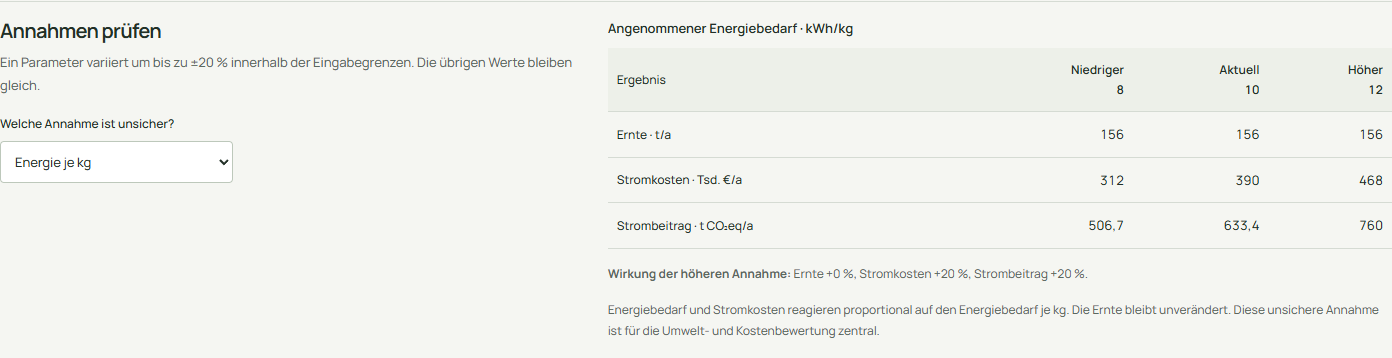 Annahmen prüfen
Ein Parameter variiert um bis zu ±20 % innerhalb der Eingabegrenzen. Die übrigen Werte bleiben
gleich.
Welche Annahme ist unsicher?
Energie je kg
Angenommener Energiebedarf · kWh/kg
Ergebnis Niedriger 8 Aktuell 10 Höher 12
Ernte · t/a 156 156 156
Stromkosten · Tsd. €/a 312 390 468
Strombeitrag · t CO₂eq/a 506,7 633,4 760
Wirkung der höheren Annahme: Ernte +0 %, Stromkosten +20 %, Strombeitrag +20 %.
Energiebedarf und Stromkosten reagieren proportional auf den Energiebedarf je kg. Die Ernte bleibt unverändert. Diese unsichere Annahme
ist für die Umwelt- und Kostenbewertung zentral.